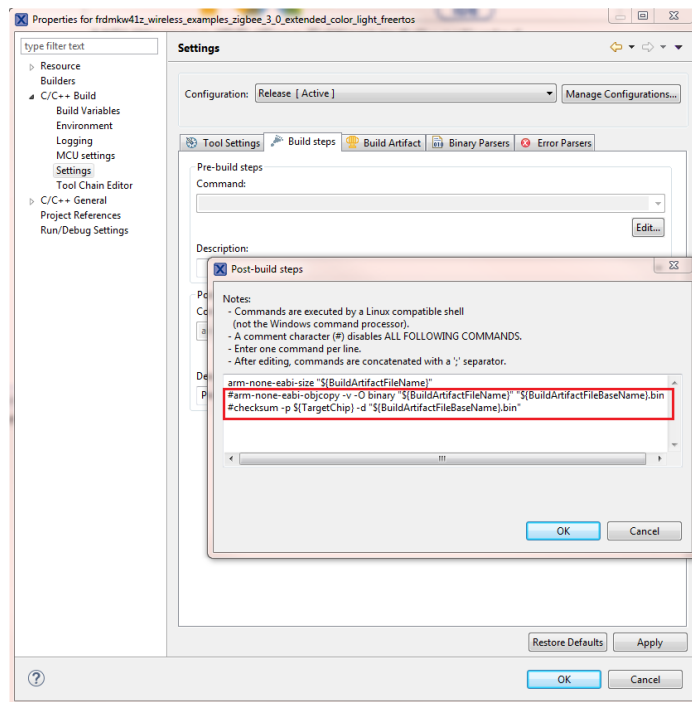 Properties for frdmkw41z_wireless_examples_zigbee_3_0_extended_color_light_freertos
type filter text
Resource
Builders
C/C++ Build
Build Variables
Environment
Logging
MCU settings
Settings
Tool Chain Editor
C/C++ General
Project References
Run/Debug Settings
Settings
Configuration: Release [ Active ] Manage Configurations...
Tool Settings Build steps Build Artifact Binary Parsers Error Parsers
Pre-build steps
Command:
Edit...
Description:
Post-build steps
Notes:
- Commands are executed by a Linux compatible shell
(not the Windows command processor).
- A comment character (#) disables ALL FOLLOWING COMMANDS.
- Enter one command per line.
- After editing, commands are concatenated with a ';' separator.
arm-none-eabi-size "${BuildArtifactFileName}"
#arm-none-eabi-objcopy -v -O binary "${BuildArtifactFileName}" "${BuildArtifactFileBaseName}.bin
#checksum -p ${TargetChip} -d "${BuildArtifactFileBaseName}.bin"
OK Cancel
Restore Defaults Apply
OK Cancel